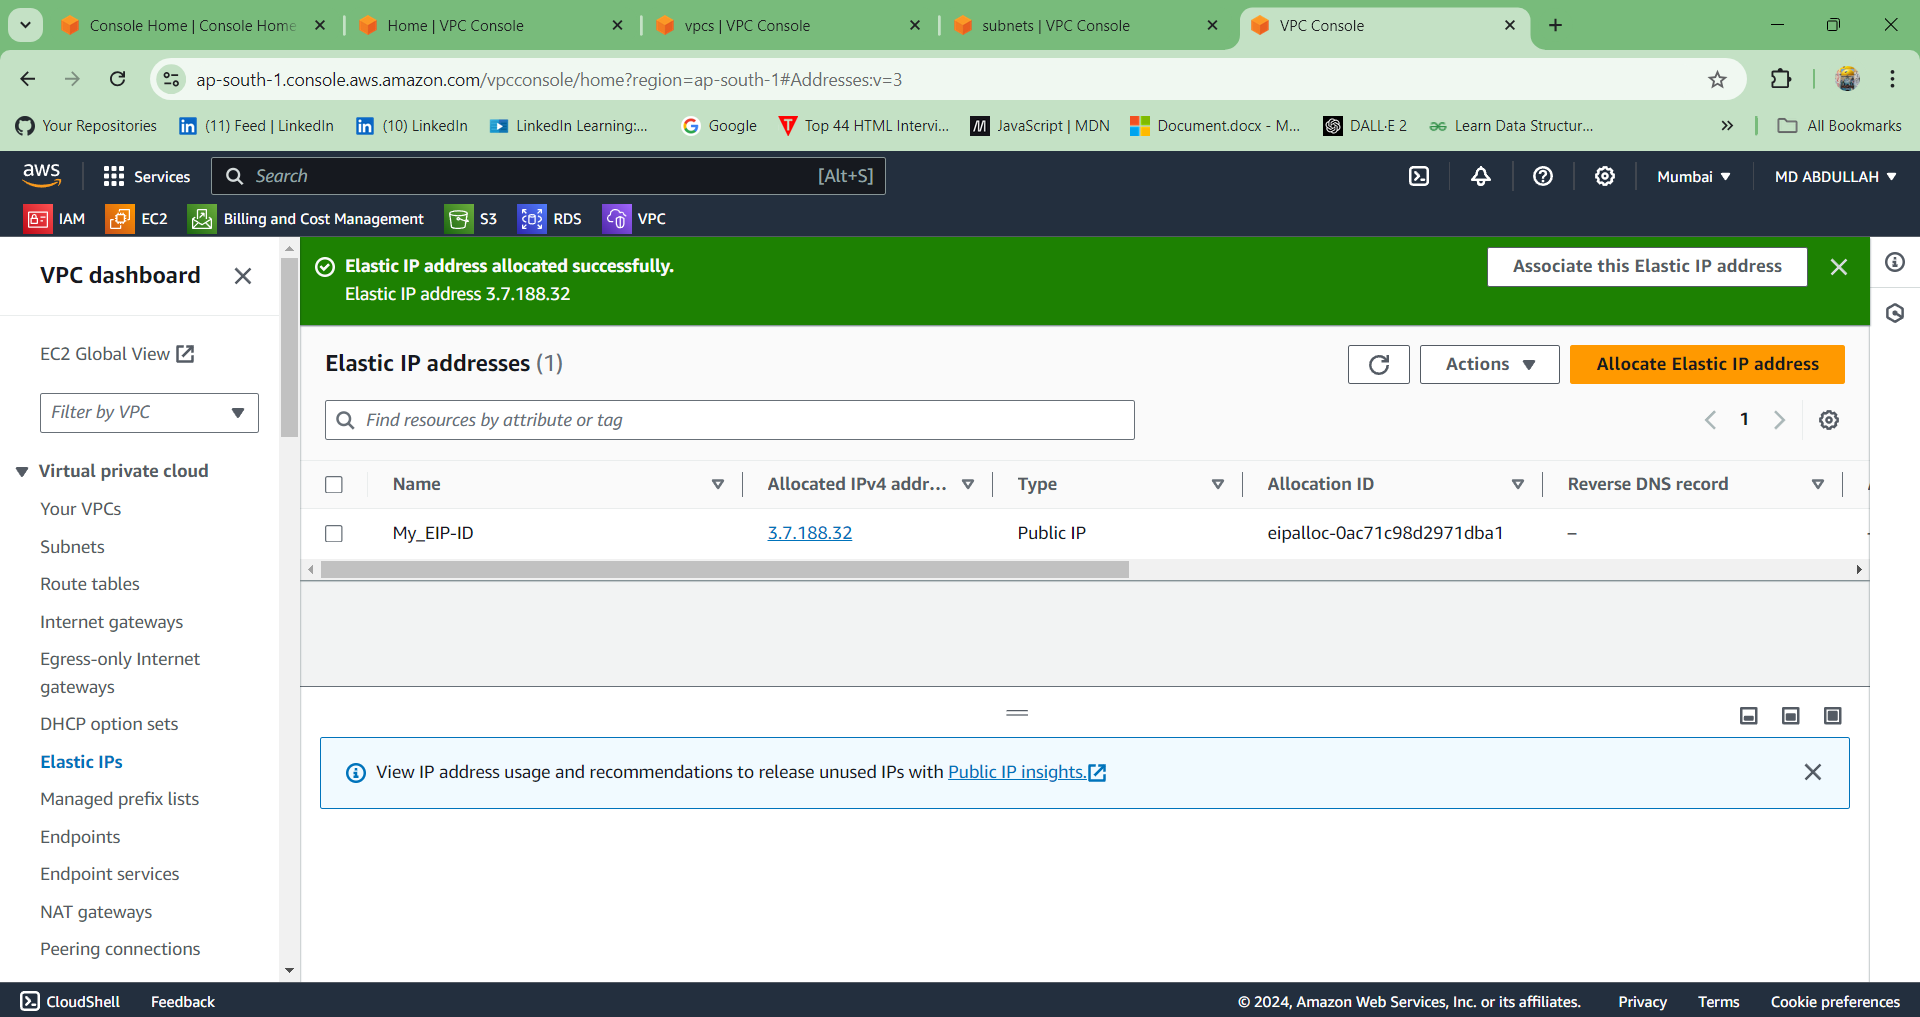 Console Home | Console Home
Home | VPC Console
vpcs | VPC Console
subnets | VPC Console
VPC Console
ap-south-1.console.aws.amazon.com/vpcconsole/home?region=ap-south-1#Addresses:v=3
Your Repositories
(11) Feed | LinkedIn
(10) LinkedIn
LinkedIn Learning:...
Google
Top 44 HTML Intervi...
JavaScript | MDN
Document.docx - M...
DALL·E 2
Learn Data Structur...
All Bookmarks
aws
Services
Search
[Alt+S]
Mumbai
MD ABDULLAH
IAM
EC2
Billing and Cost Management
S3
RDS
VPC
VPC dashboard
EC2 Global View
Filter by VPC
Virtual private cloud
Your VPCs
Subnets
Route tables
Internet gateways
Egress-only Internet
gateways
DHCP option sets
Elastic IPs
Managed prefix lists
Endpoints
Endpoint services
NAT gateways
Peering connections
Elastic IP address allocated successfully.
Elastic IP address 3.7.188.32
Associate this Elastic IP address
Elastic IP addresses (1)
Actions
Allocate Elastic IP address
Find resources by attribute or tag
1
Name
Allocated IPv4 addr...
Type
Allocation ID
Reverse DNS record
My_EIP-ID
3.7.188.32
Public IP
eipalloc-0ac71c98d2971dba1
–
View IP address usage and recommendations to release unused IPs with Public IP insights.
CloudShell
Feedback
© 2024, Amazon Web Services, Inc. or its affiliates.
Privacy
Terms
Cookie preferences